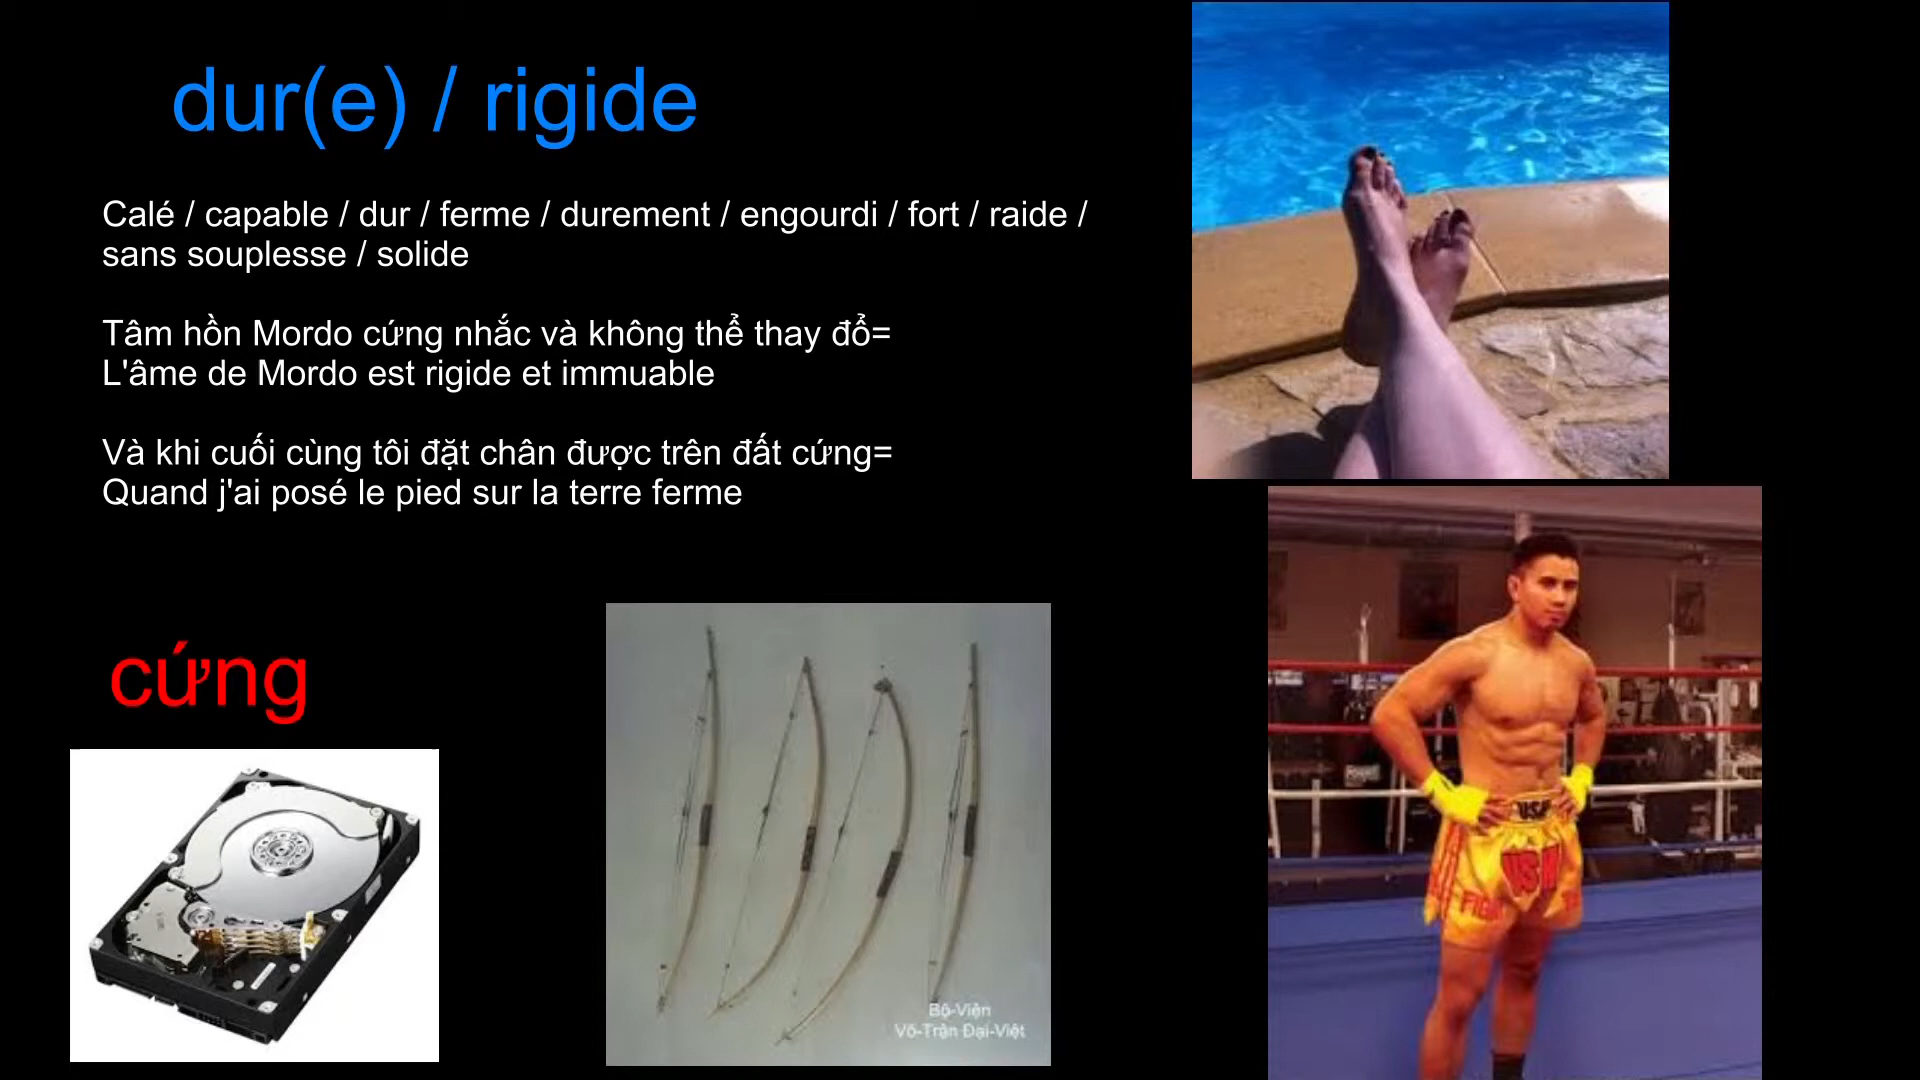 dur(e) / rigide
Calé / capable / dur / ferme / durement / engourdi / fort / raide /
sans souplesse / solide
Tâm hồn Mordo cứng nhắc và không thể thay đổ=
L'âme de Mordo est rigide et immuable
Và khi cuối cùng tôi đặt chân được trên đất cứng=
Quand j'ai posé le pied sur la terre ferme
cứng
Bộ-Viện
Võ-Trận Đại-Việt
USA